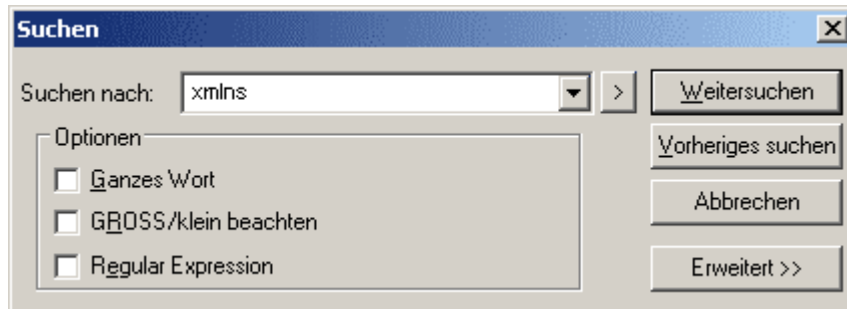 Suchen
Suchen nach: xmlns > Weitersuchen
Optionen
Vorheriges suchen
Ganzes Wort
Abbrechen
GROSS/klein beachten
Regular Expression
Erweitert >>